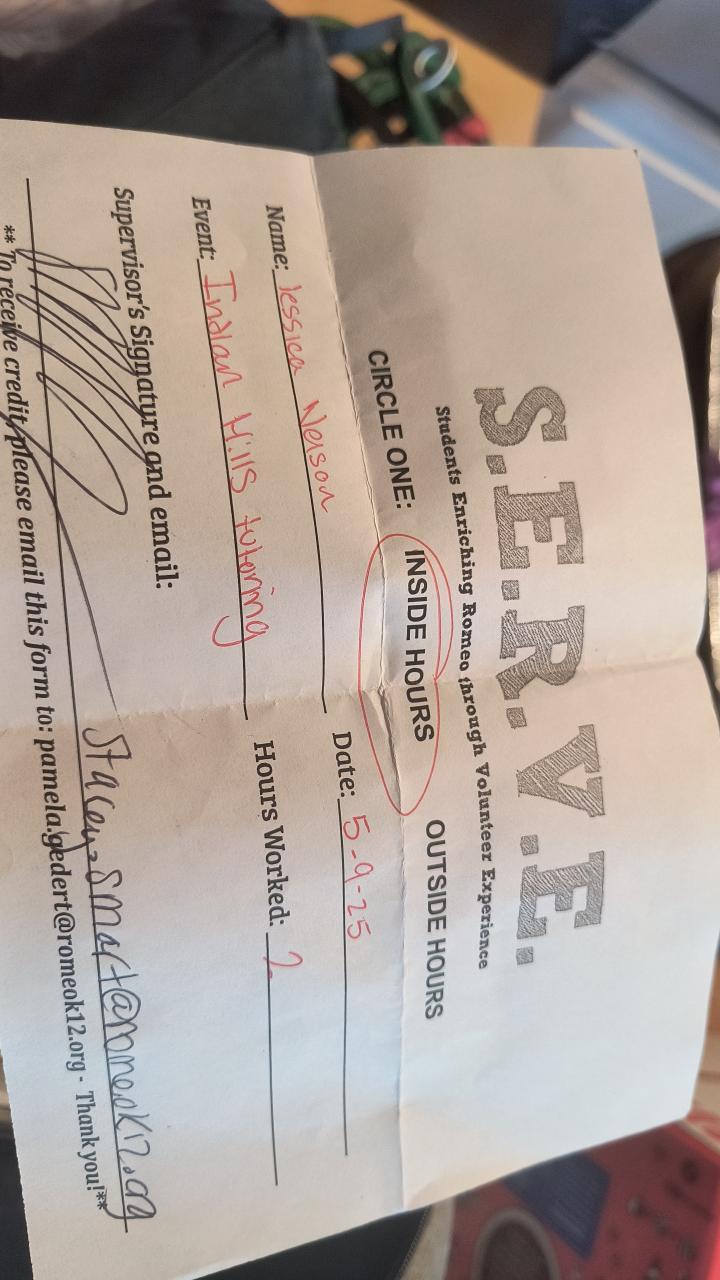 S.E.R.V.E.
Students Enriching Romeo through Volunteer Experience
CIRCLE ONE: INSIDE HOURS OUTSIDE HOURS
Name: Jessica Nelson Date: 5-9-25
Event: Indian Hills tutoring Hours Worked: 2
Supervisor's Signature and email:
stacey.smart@romeok12.org
** To receive credit, please email this form to: pamela.gedert@romeok12.org - Thank you!**